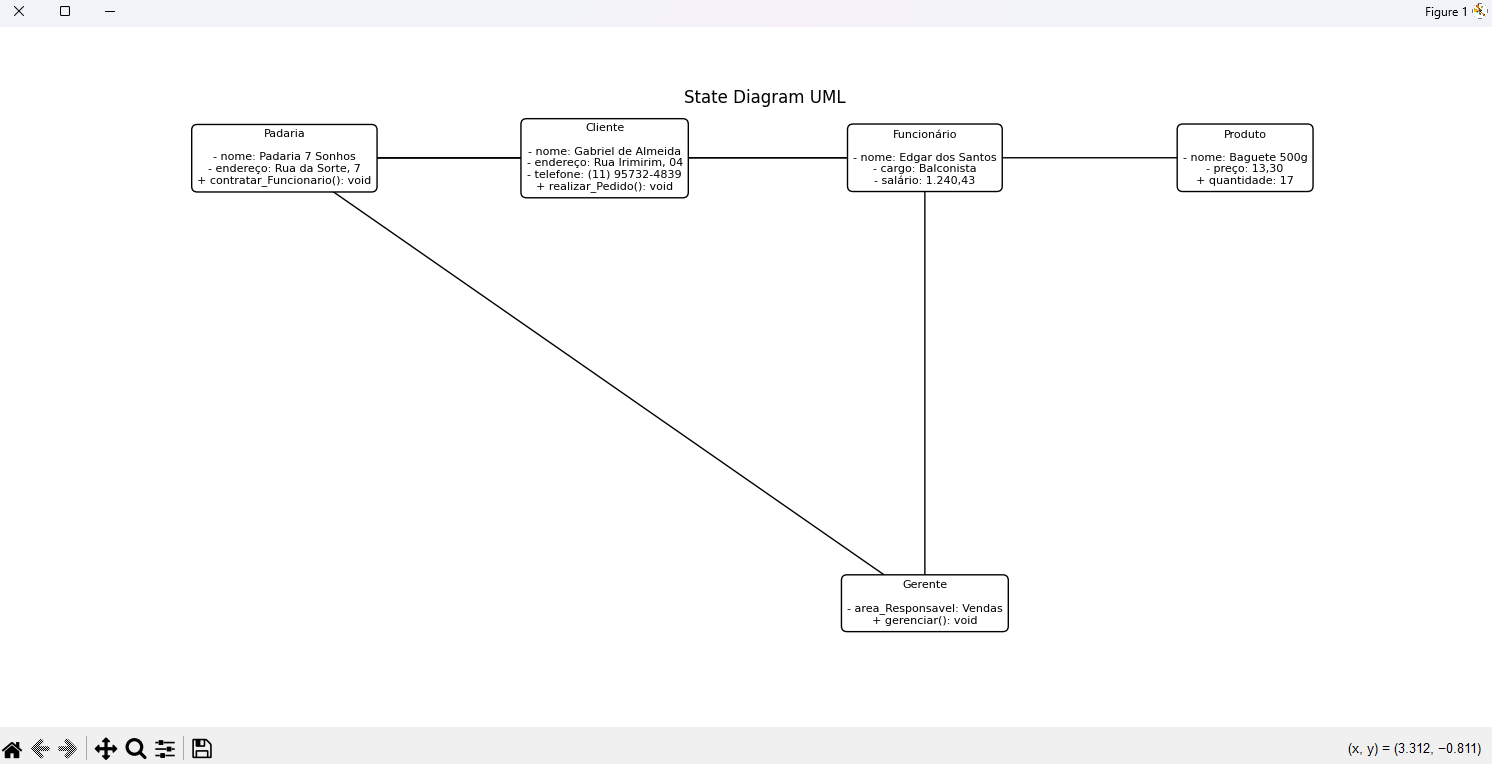 Figure 1
State Diagram UML
Padaria
- nome: Padaria 7 Sonhos
- endereço: Rua da Sorte, 7
+ contratar_Funcionario(): void
Cliente
- nome: Gabriel de Almeida
- endereço: Rua Irimirim, 04
- telefone: (11) 95732-4839
+ realizar_Pedido(): void
Funcionário
- nome: Edgar dos Santos
- cargo: Balconista
- salário: 1.240,43
Produto
- nome: Baguete 500g
- preço: 13,30
+ quantidade: 17
Gerente
- area_Responsavel: Vendas
+ gerenciar(): void
(x, y) = (3.312, −0.811)